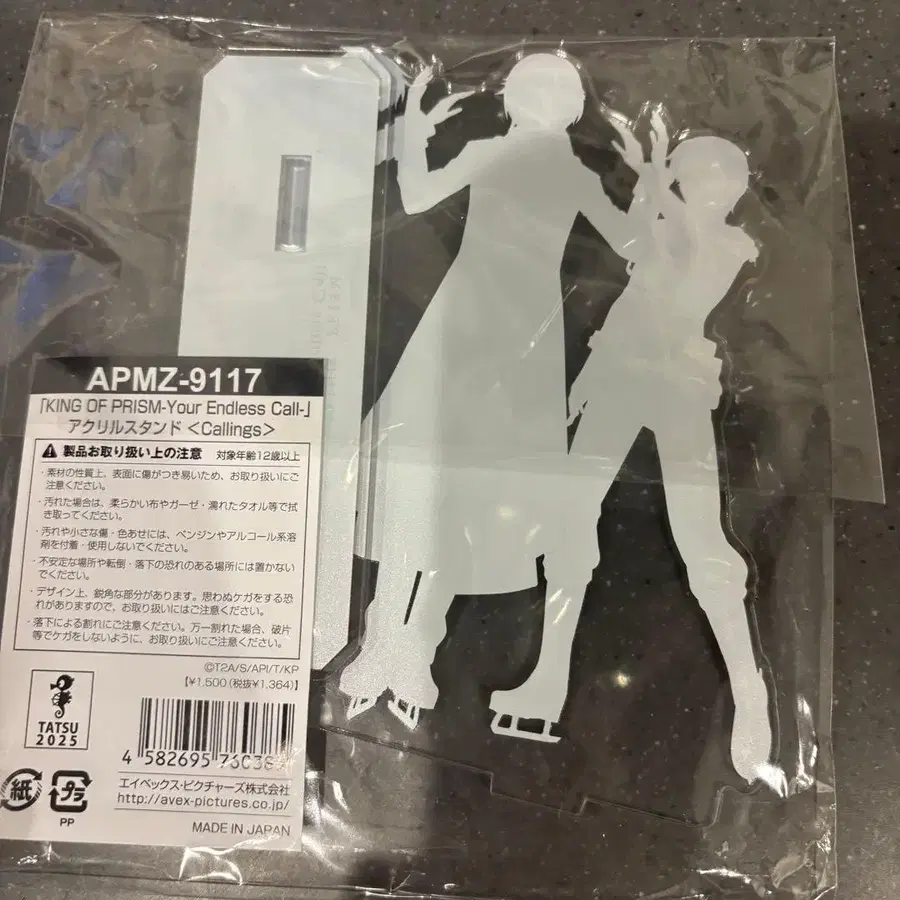 APMZ-9117
「KING OF PRISM-Your Endless Call-」
アクリルスタンド<Callings>
製品お取り扱い上の注意 対象年齢12歳以上
・素材の性質上、表面に傷がつき易いため、お取り扱いにご
注意ください。
・汚れた場合は、柔らかい布やガーゼ・濡れたタオル等で拭
き取ってください。
・汚れや小さな傷・色あせには、ベンジンやアルコール系溶
剤を付着・使用しないでください。
・不安定な場所や転倒・落下の恐れのある場所には置かない
でください。
・デザイン上、鋭角な部分があります。思わぬケガをする恐
れがありますので、お取り扱いにはご注意ください。
・落下による割れにご注意ください。万一割れた場合、破片
等でケガをしないように、お取り扱いにご注意ください。
©T2A/S/API/T/KP
【¥1,500(税抜¥1,364)】
TATSU
2025
4 582695
紙
プラ
PP
エイベックス・ピクチャーズ株式会社
http://avex-pictures.co.jp/
MADE IN JAPAN